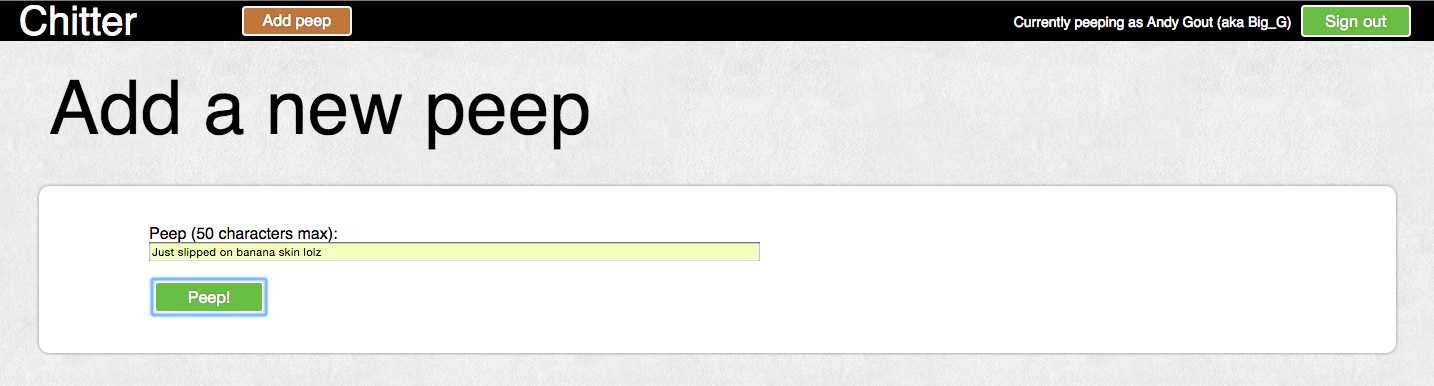 Chitter
Add peep
Currently peeping as Andy Gout (aka Big_G)
Sign out
Add a new peep
Peep (50 characters max):
Just slipped on banana skin lolz
Peep!